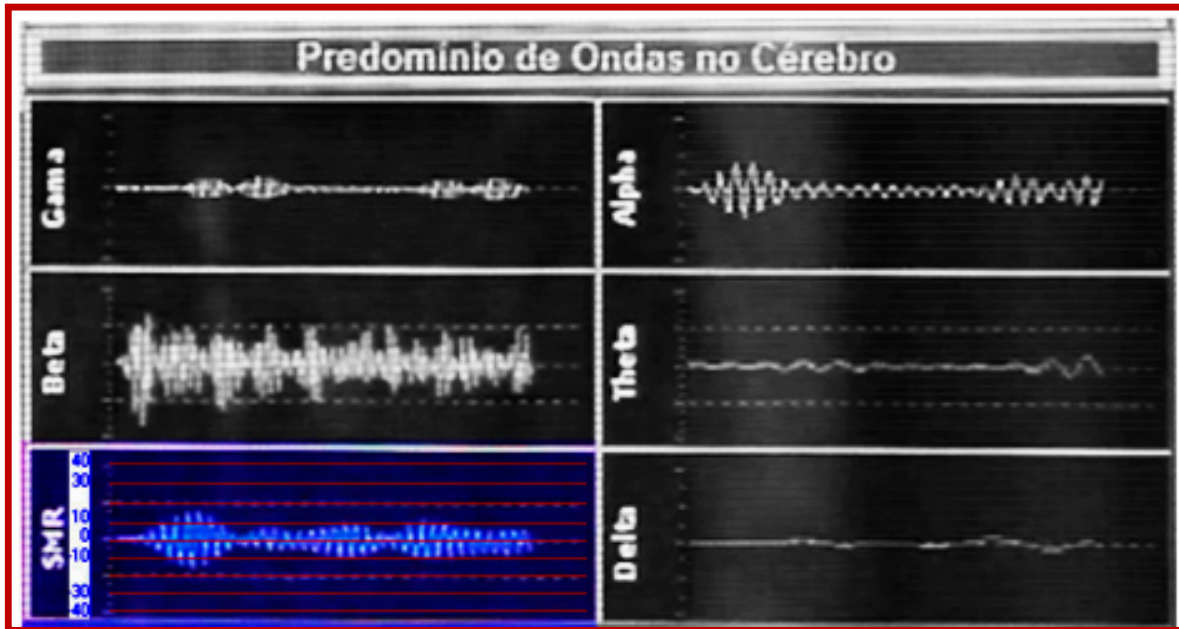 Predomínio de Ondas no Cérebro
Gama
Alpha
Beta
Theta
SMR
40
30
10
0
-10
-30
-40
Delta